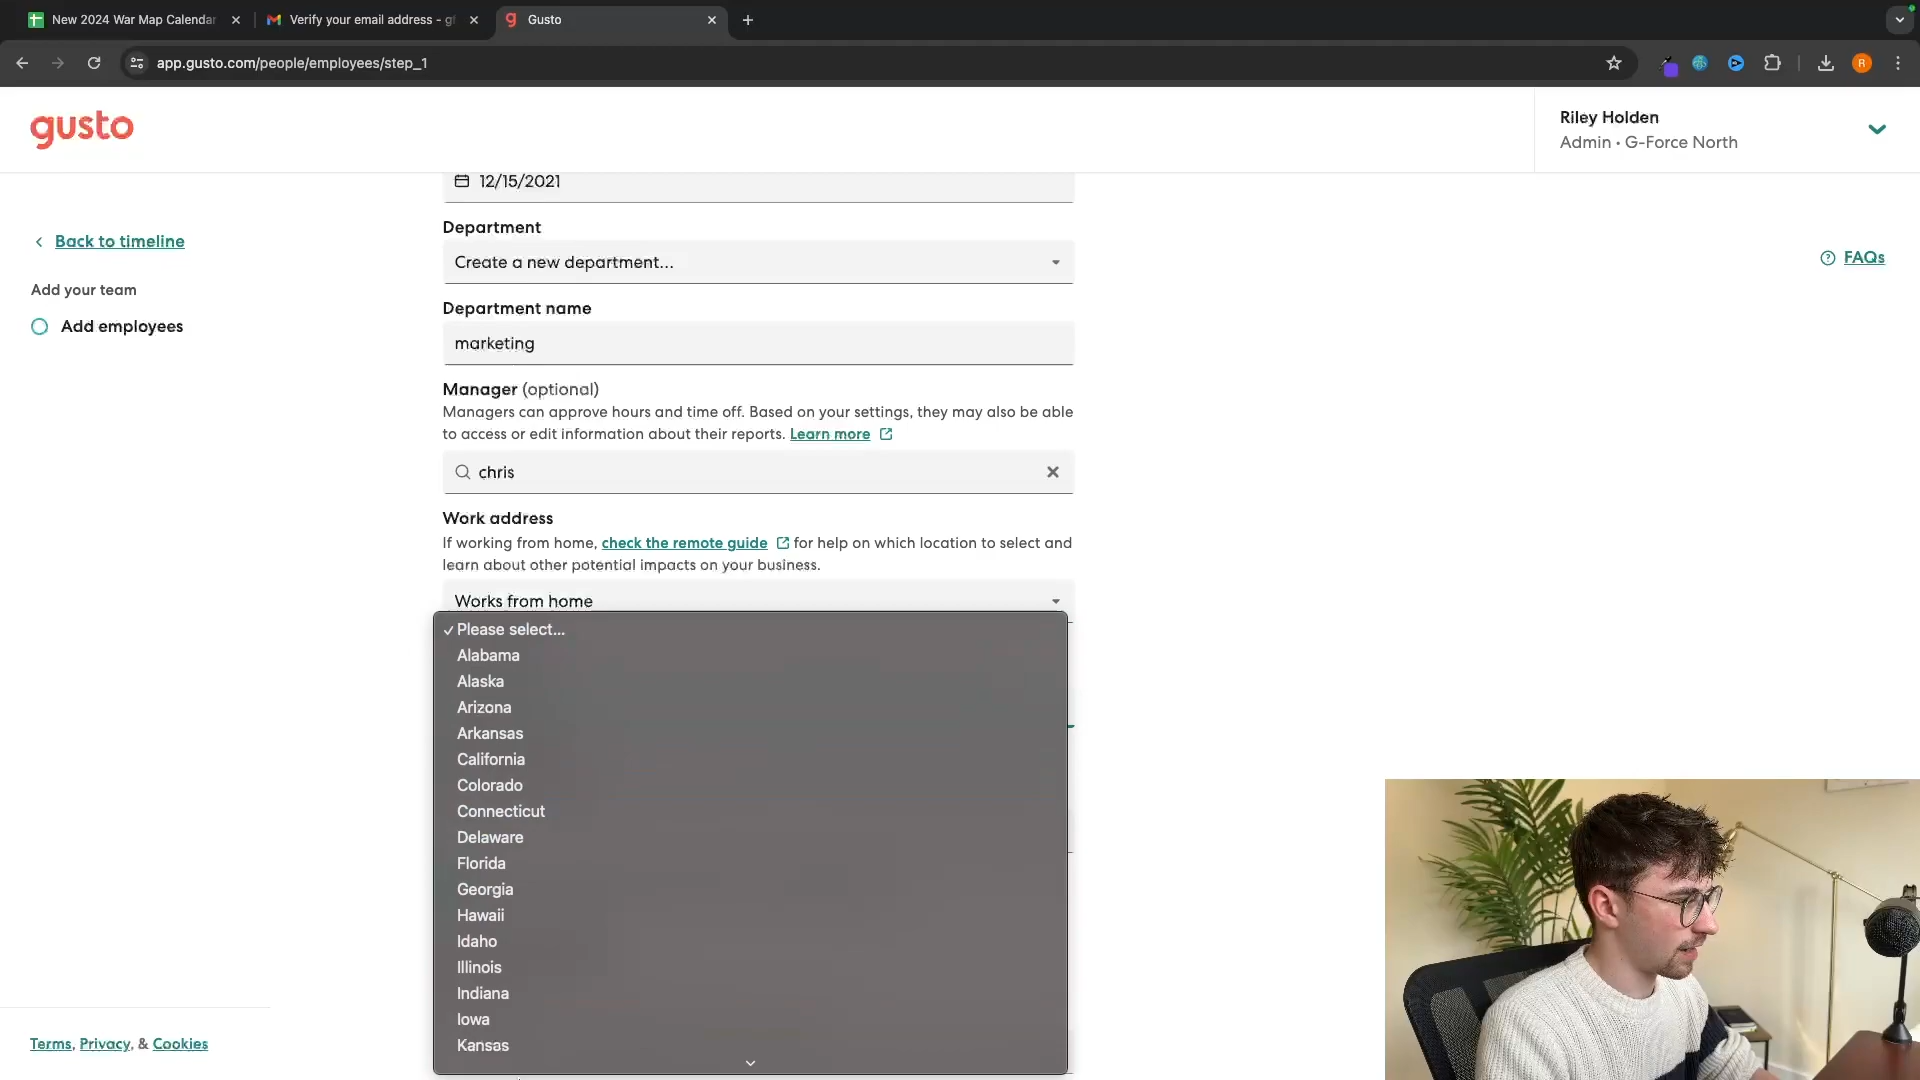 New 2024 War Map Calendar
Verify your email address - gf
Gusto
app.gusto.com/people/employees/step_1
R
gusto
Riley Holden
Admin • G-Force North
12/15/2021
Back to timeline
Department
Create a new department...
FAQs
Add your team
Department name
Add employees
marketing
Manager (optional)
Managers can approve hours and time off. Based on your settings, they may also be able
to access or edit information about their reports. Learn more
chris
Work address
If working from home, check the remote guide for help on which location to select and
learn about other potential impacts on your business.
Works from home
Please select...
Alabama
Alaska
Arizona
Arkansas
California
Colorado
Connecticut
Delaware
Florida
Georgia
Hawaii
Idaho
Illinois
Indiana
Iowa
Kansas
Terms, Privacy, & Cookies